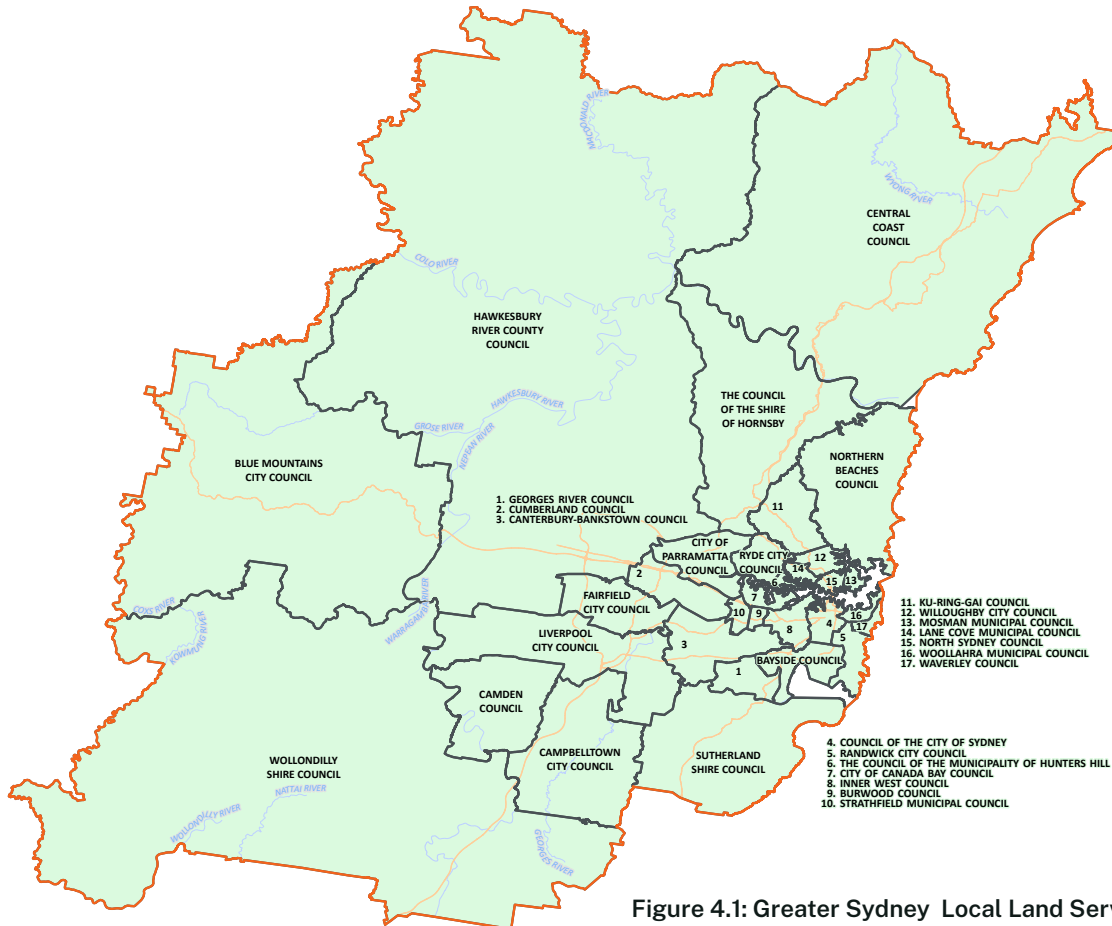 MACDONALD RIVER
WYONG RIVER
CENTRAL
COAST
COUNCIL
COLO RIVER
HAWKESBURY
RIVER COUNTY
COUNCIL
THE COUNCIL
OF THE SHIRE
OF HORNSBY
HAWKESBURY RIVER
GROSE RIVER
NEPEAN RIVER
BLUE MOUNTAINS
CITY COUNCIL
NORTHERN
BEACHES
COUNCIL
1. GEORGES RIVER COUNCIL
2. CUMBERLAND COUNCIL
3. CANTERBURY-BANKSTOWN COUNCIL
11
CITY OF
PARRAMATTA
COUNCIL
RYDE CITY
COUNCIL
12
14
2
6
15
13
7
FAIRFIELD
CITY COUNCIL
10
9
16
17
4
8
5
COXS RIVER
KOWMUNG RIVER
WARRAGAMBA RIVER
LIVERPOOL
CITY COUNCIL
3
BAYSIDE COUNCIL
1
11. KU-RING-GAI COUNCIL
12. WILLOUGHBY CITY COUNCIL
13. MOSMAN MUNICIPAL COUNCIL
14. LANE COVE MUNICIPAL COUNCIL
15. NORTH SYDNEY COUNCIL
16. WOOLLAHRA MUNICIPAL COUNCIL
17. WAVERLEY COUNCIL
CAMDEN
COUNCIL
CAMPBELLTOWN
CITY COUNCIL
SUTHERLAND
SHIRE COUNCIL
WOLLONDILLY
SHIRE COUNCIL
NATTAI RIVER
WOLLONDILLY RIVER
GEORGES RIVER
4. COUNCIL OF THE CITY OF SYDNEY
5. RANDWICK CITY COUNCIL
6. THE COUNCIL OF THE MUNICIPALITY OF HUNTERS HILL
7. CITY OF CANADA BAY COUNCIL
8. INNER WEST COUNCIL
9. BURWOOD COUNCIL
10. STRATHFIELD MUNICIPAL COUNCIL
Figure 4.1: Greater Sydney Local Land Serv